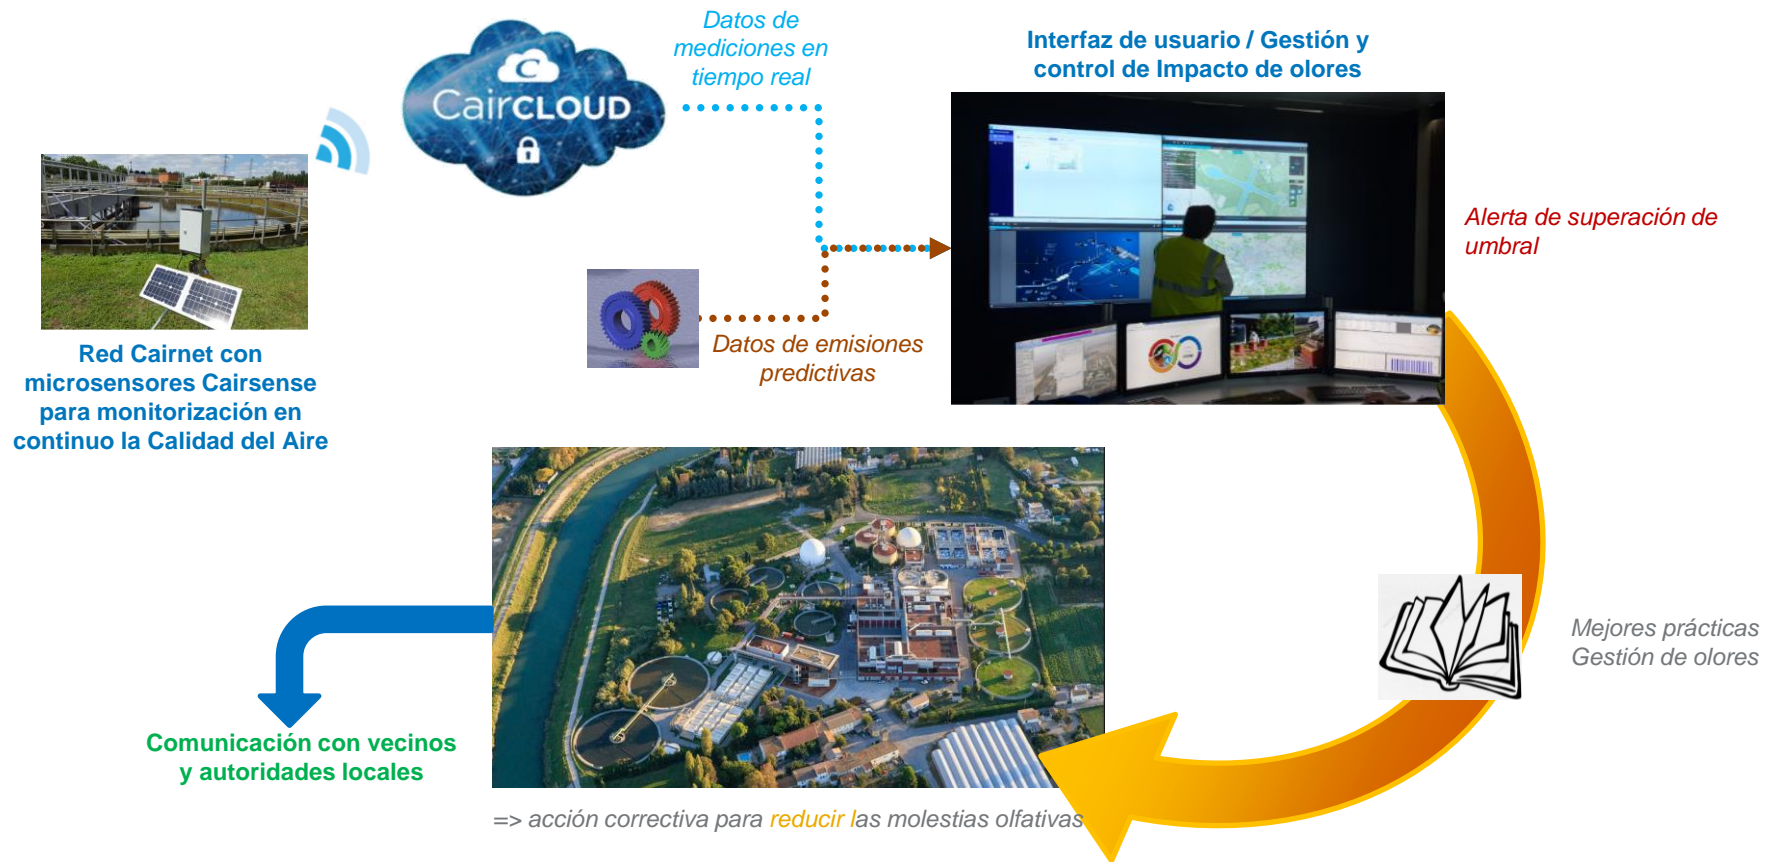 Datos de
mediciones en
tiempo real
Interfaz de usuario / Gestión y
control de Impacto de olores
C
CairCLOUD
Alerta de superación de
umbral
Datos de emisiones
predictivas
Red Cairnet con
microsensores Cairsense
para monitorización en
continuo la Calidad del Aire
Mejores prácticas
Gestión de olores
Comunicación con vecinos
y autoridades locales
=> acción correctiva para reducir las molestias olfativas